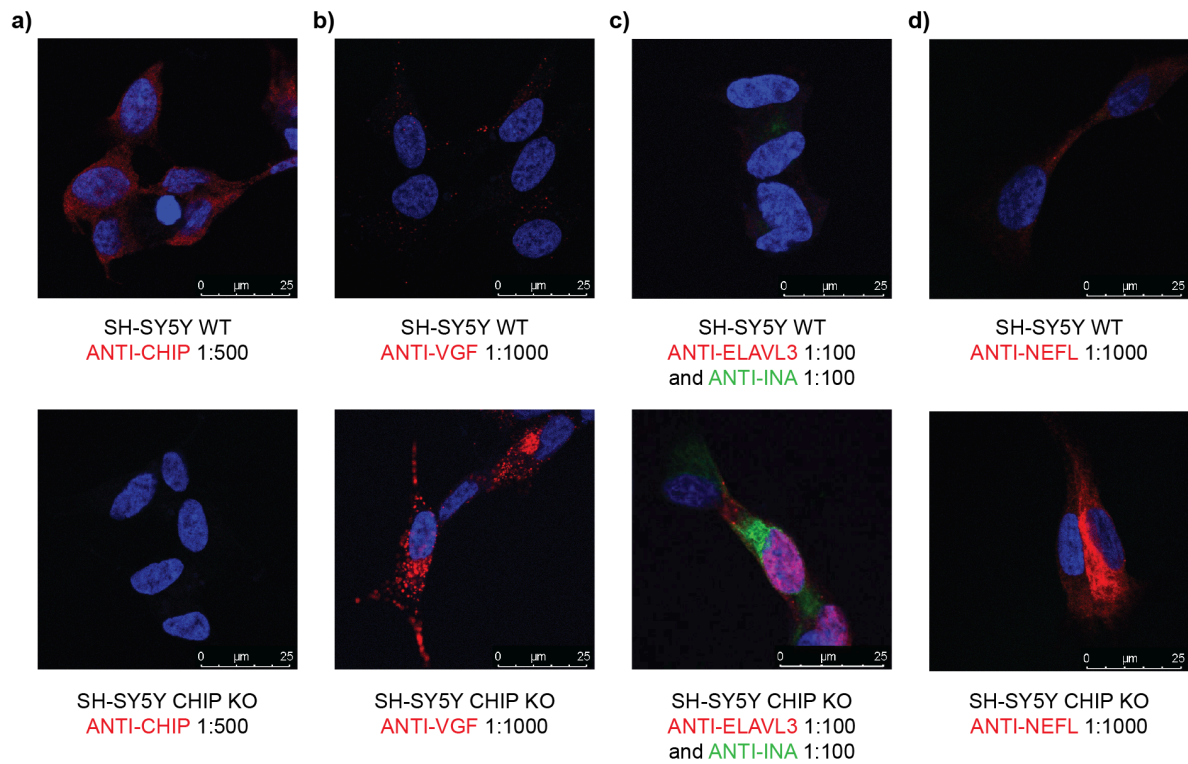 a)
b)
c)
d)
0 µm 25
0 µm 25
0 µm 25
0 µm 25
SH-SY5Y WT
ANTI-CHIP 1:500
SH-SY5Y WT
ANTI-VGF 1:1000
SH-SY5Y WT
ANTI-ELAVL3 1:100
and ANTI-INA 1:100
SH-SY5Y WT
ANTI-NEFL 1:1000
0 µm 25
0 µm 25
0 µm 25
0 µm 25
SH-SY5Y CHIP KO
ANTI-CHIP 1:500
SH-SY5Y CHIP KO
ANTI-VGF 1:1000
SH-SY5Y CHIP KO
ANTI-ELAVL3 1:100
and ANTI-INA 1:100
SH-SY5Y CHIP KO
ANTI-NEFL 1:1000